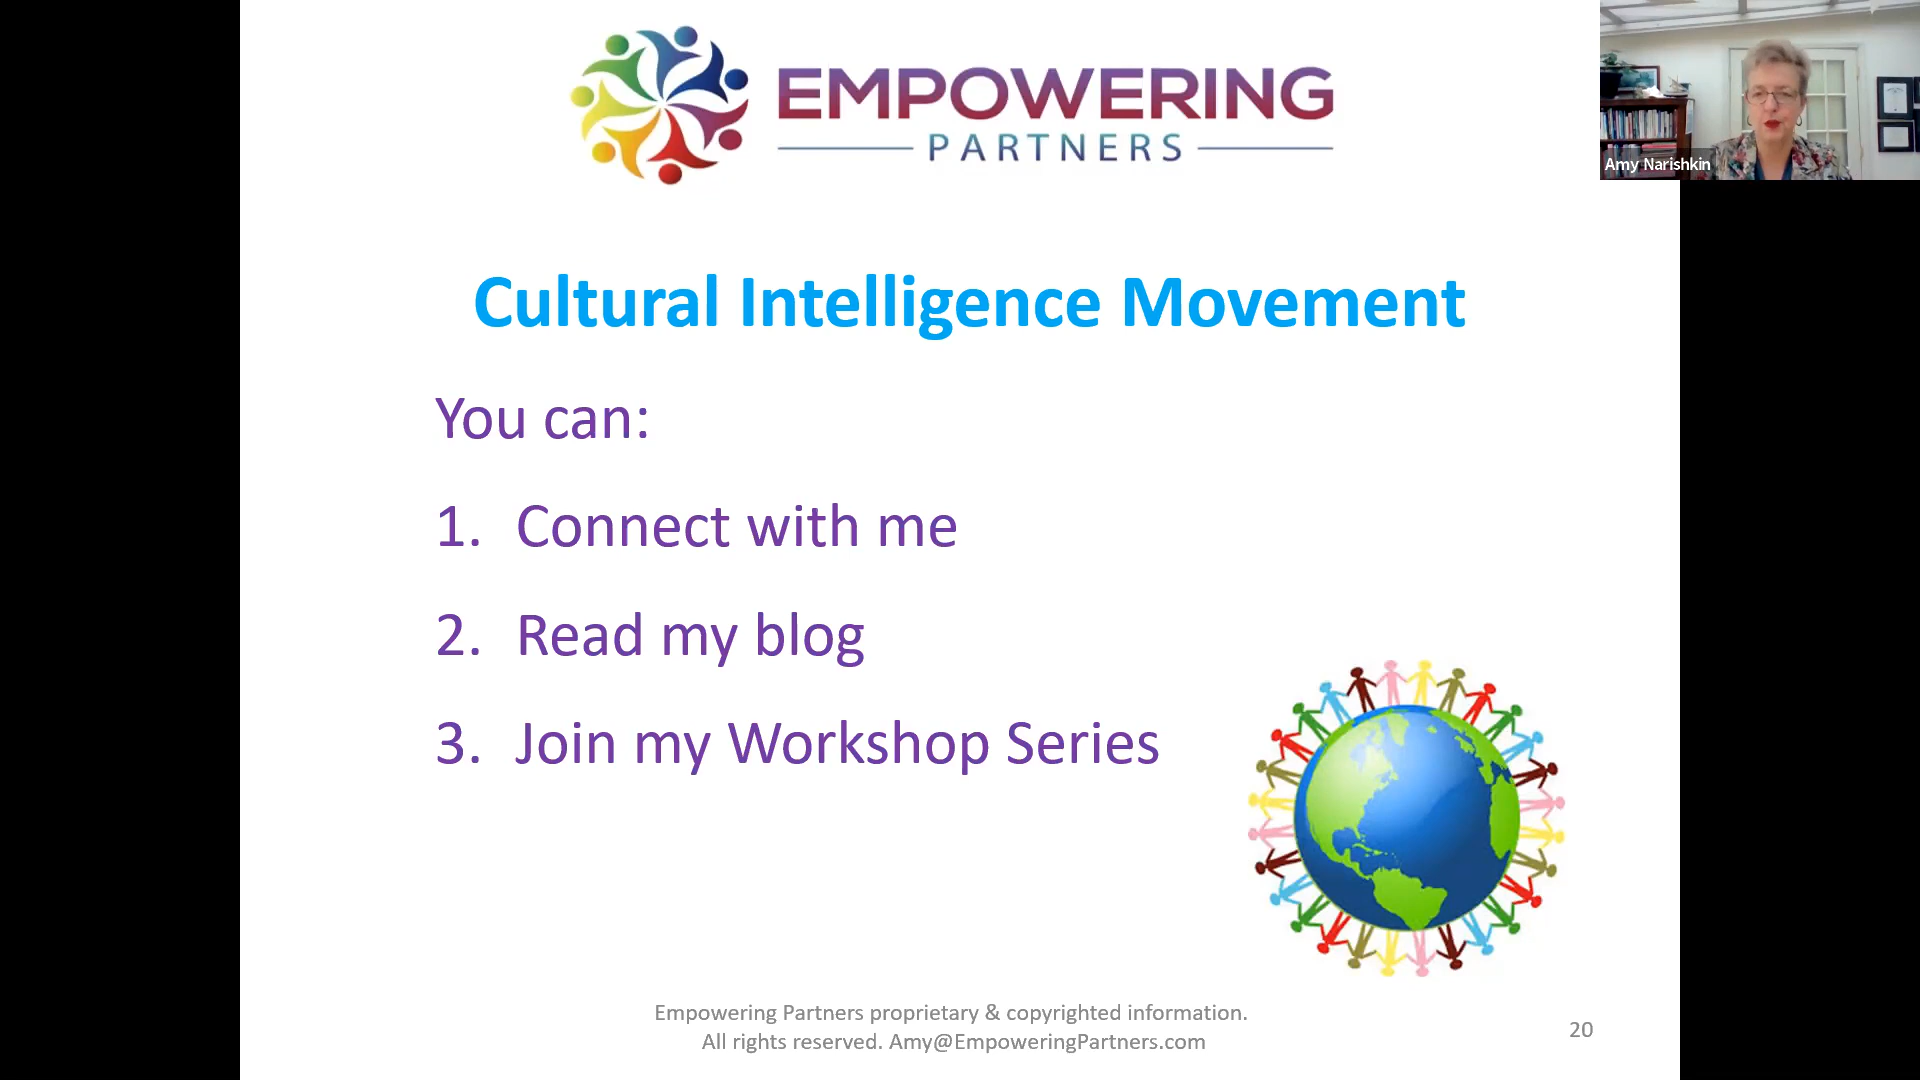 EMPOWERING
PARTNERS
Amy Narishkin
Cultural Intelligence Movement
You can:
1. Connect with me
2. Read my blog
3. Join my Workshop Series
Empowering Partners proprietary & copyrighted information.
All rights reserved. Amy@EmpoweringPartners.com
20